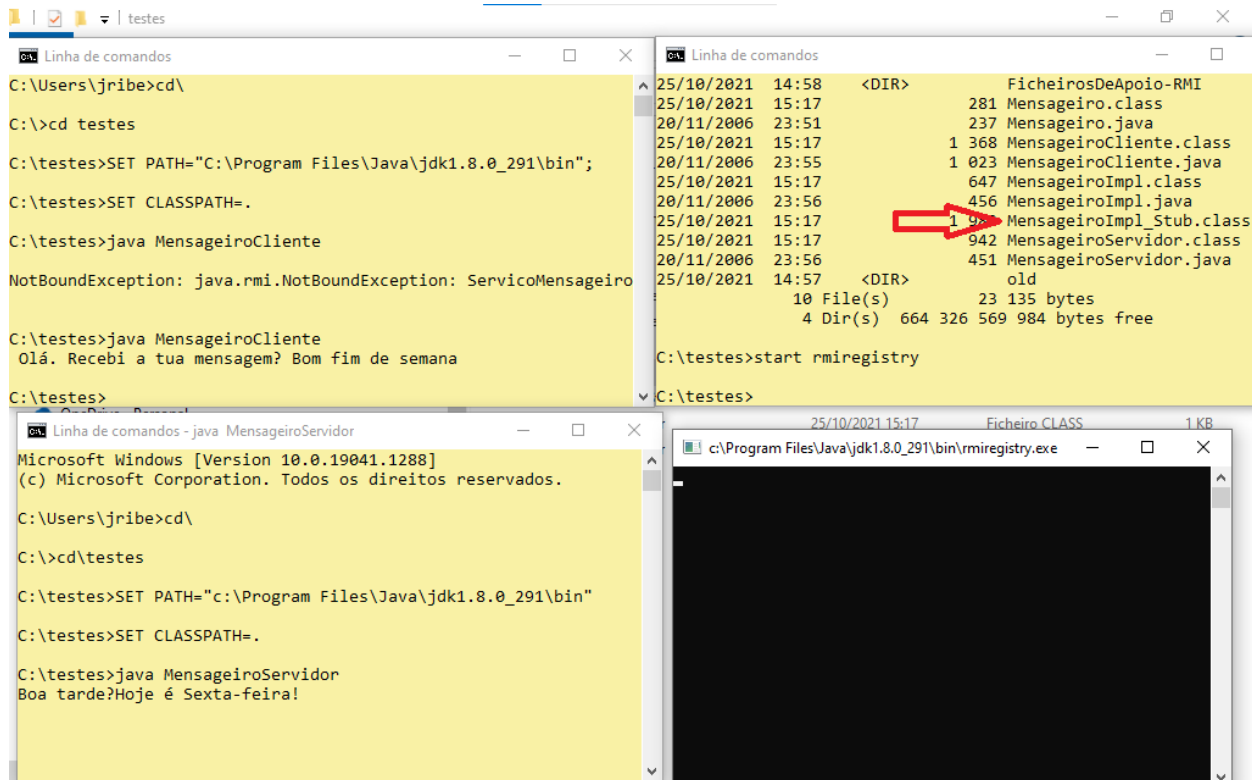 testes
Linha de comandos
C:\Users\jribe>cd\
C:\>cd testes
C:\testes>SET PATH="C:\Program Files\Java\jdk1.8.0_291\bin";
C:\testes>SET CLASSPATH=.
C:\testes>java MensageiroCliente
NotBoundException: java.rmi.NotBoundException: ServicoMensageiro
C:\testes>java MensageiroCliente
Olá. Recebi a tua mensagem? Bom fim de semana
C:\testes>
Linha de comandos
25/10/2021 14:58 <DIR> FicheirosDeApoio-RMI
25/10/2021 15:17 281 Mensageiro.class
20/11/2006 23:51 237 Mensageiro.java
25/10/2021 15:17 1 368 MensageiroCliente.class
20/11/2006 23:55 1 023 MensageiroCliente.java
25/10/2021 15:17 647 MensageiroImpl.class
20/11/2006 23:56 456 MensageiroImpl.java
25/10/2021 15:17 1 MensageiroImpl_Stub.class
25/10/2021 15:17 942 MensageiroServidor.class
20/11/2006 23:56 451 MensageiroServidor.java
25/10/2021 14:57 <DIR> old
10 File(s) 23 135 bytes
4 Dir(s) 664 326 569 984 bytes free
C:\testes>start rmiregistry
C:\testes>
25/10/2021 15:17 Ficheiro CLASS 1 KB
Linha de comandos - java MensageiroServidor
Microsoft Windows [Version 10.0.19041.1288]
(c) Microsoft Corporation. Todos os direitos reservados.
C:\Users\jribe>cd\
C:\>cd\testes
C:\testes>SET PATH="c:\Program Files\Java\jdk1.8.0_291\bin"
C:\testes>SET CLASSPATH=.
C:\testes>java MensageiroServidor
Boa tarde?Hoje é Sexta-feira!
c:\Program Files\Java\jdk1.8.0_291\bin\rmiregistry.exe